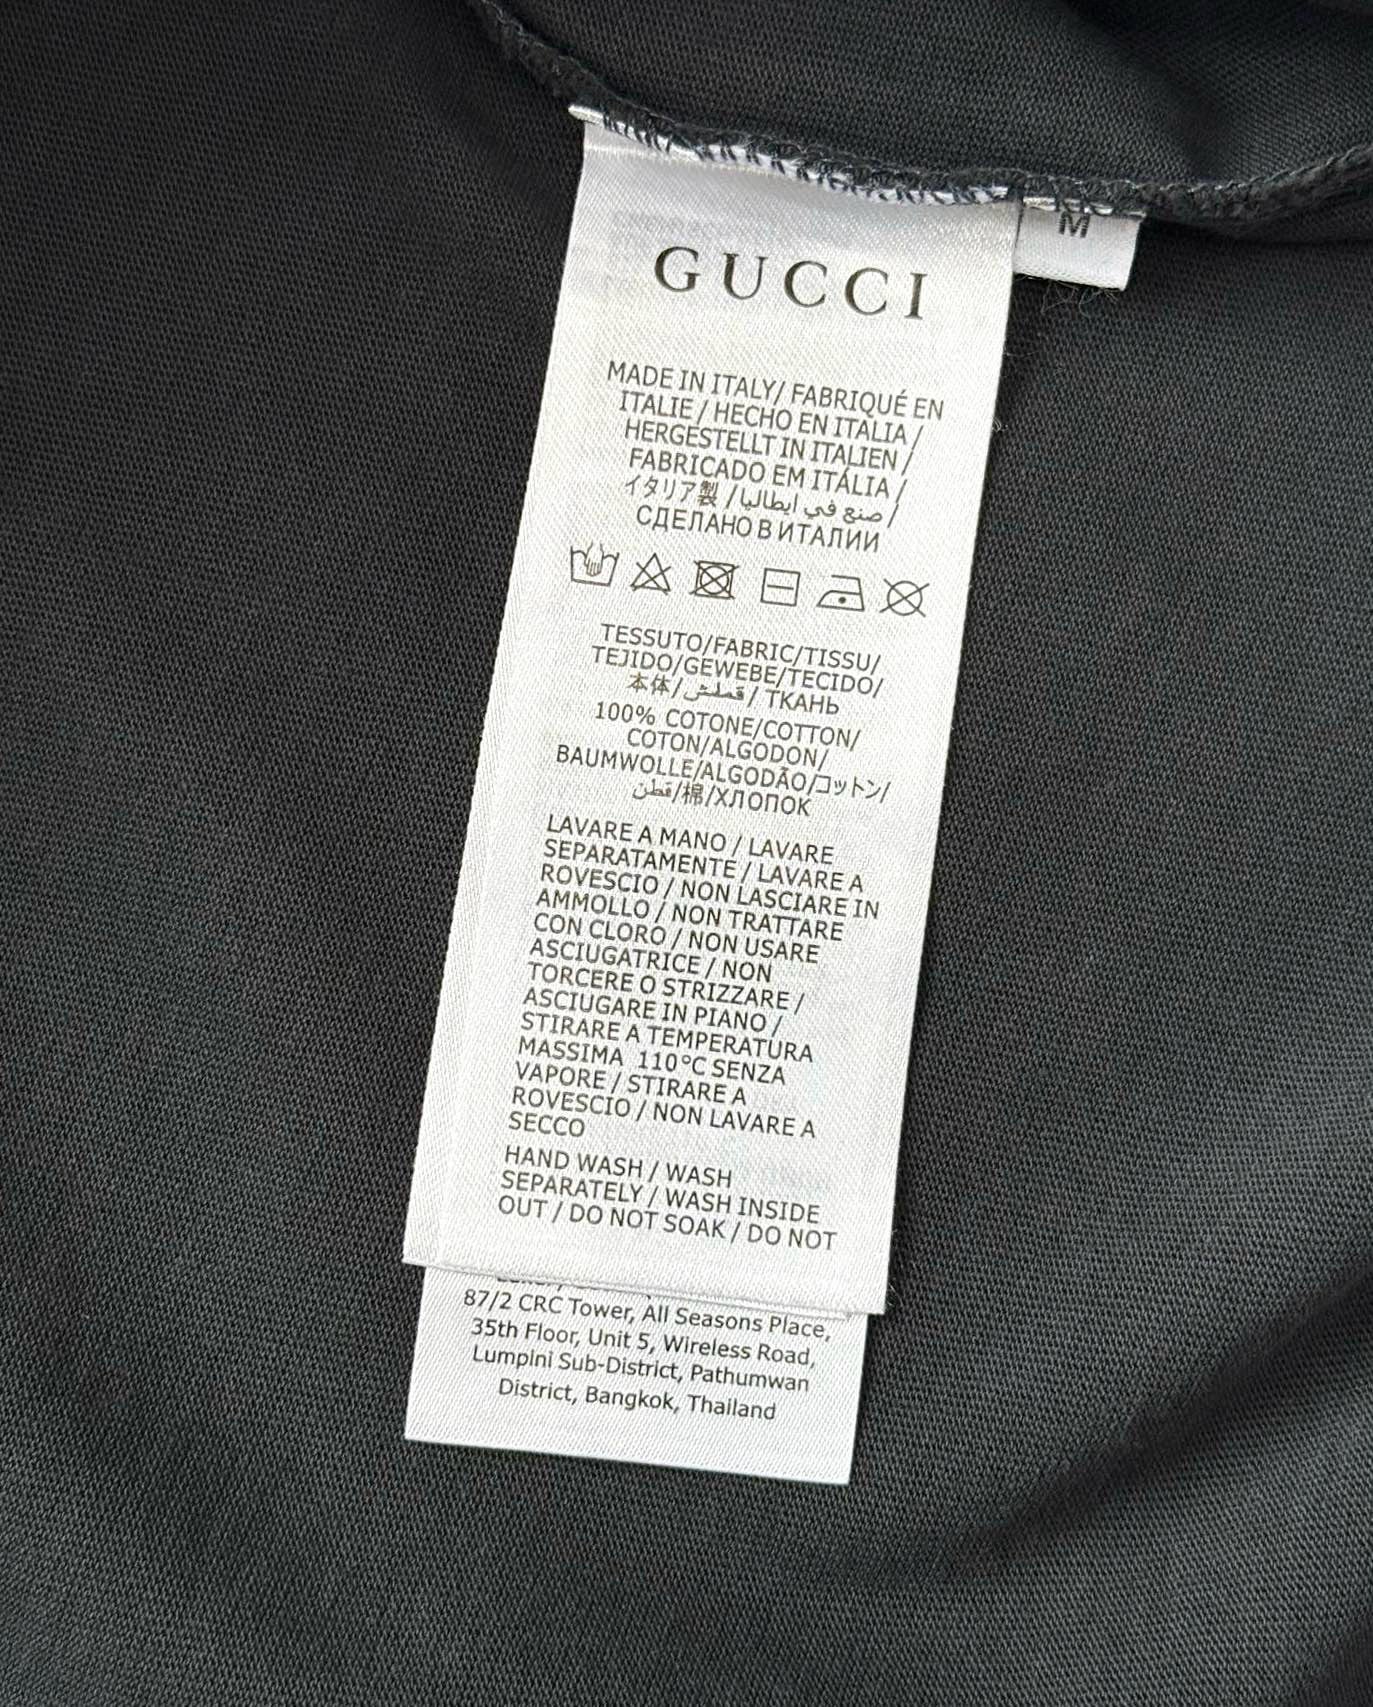 M
GUCCI
MADE IN ITALY/ FABRIQUÉ EN
ITALIE / HECHO EN ITALIA /
HERGESTELLT IN ITALIEN /
FABRICADO EM ITÁLIA /
イタリア製 / صنع في ايطاليا /
СДЕЛАНО В ИТАЛИИ
TESSUTO/FABRIC/TISSU/
TEJIDO/GEWEBE/TECIDO/
本体/ قطش / ТКАНЬ
100% COTONE/COTTON/
COTON/ALGODON/
BAUMWOLLE/ALGODÃO/コットン/
قطن/棉/ХЛОПОК
LAVARE A MANO / LAVARE
SEPARATAMENTE / LAVARE A
ROVESCIO / NON LASCIARE IN
AMMOLLO / NON TRATTARE
CON CLORO / NON USARE
ASCIUGATRICE / NON
TORCERE O STRIZZARE /
ASCIUGARE IN PIANO /
STIRARE A TEMPERATURA
MASSIMA 110°C SENZA
VAPORE / STIRARE A
ROVESCIO / NON LAVARE A
SECCO
HAND WASH / WASH
SEPARATELY / WASH INSIDE
OUT / DO NOT SOAK / DO NOT
87/2 CRC Tower, All Seasons Place,
35th Floor, Unit 5, Wireless Road,
Lumpini Sub-District, Pathumwan
District, Bangkok, Thailand